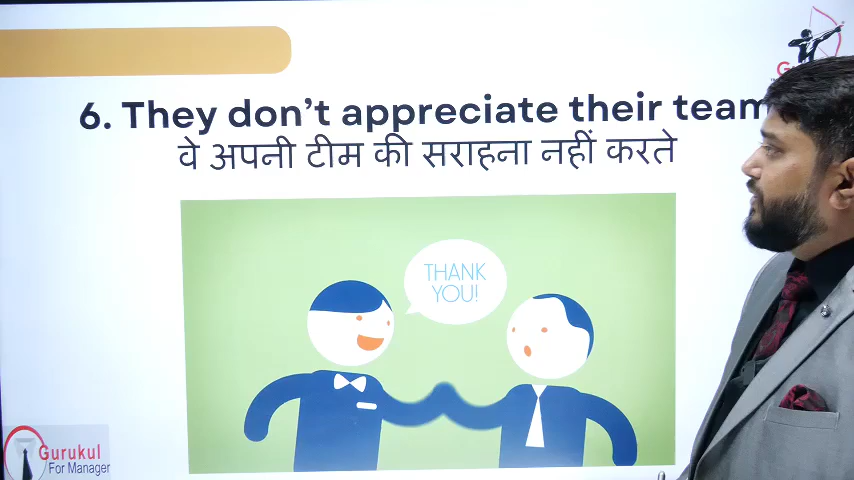 6. They don't appreciate their team
वे अपनी टीम की सराहना नहीं करते
THANK
YOU!
Gurukul
For Manager